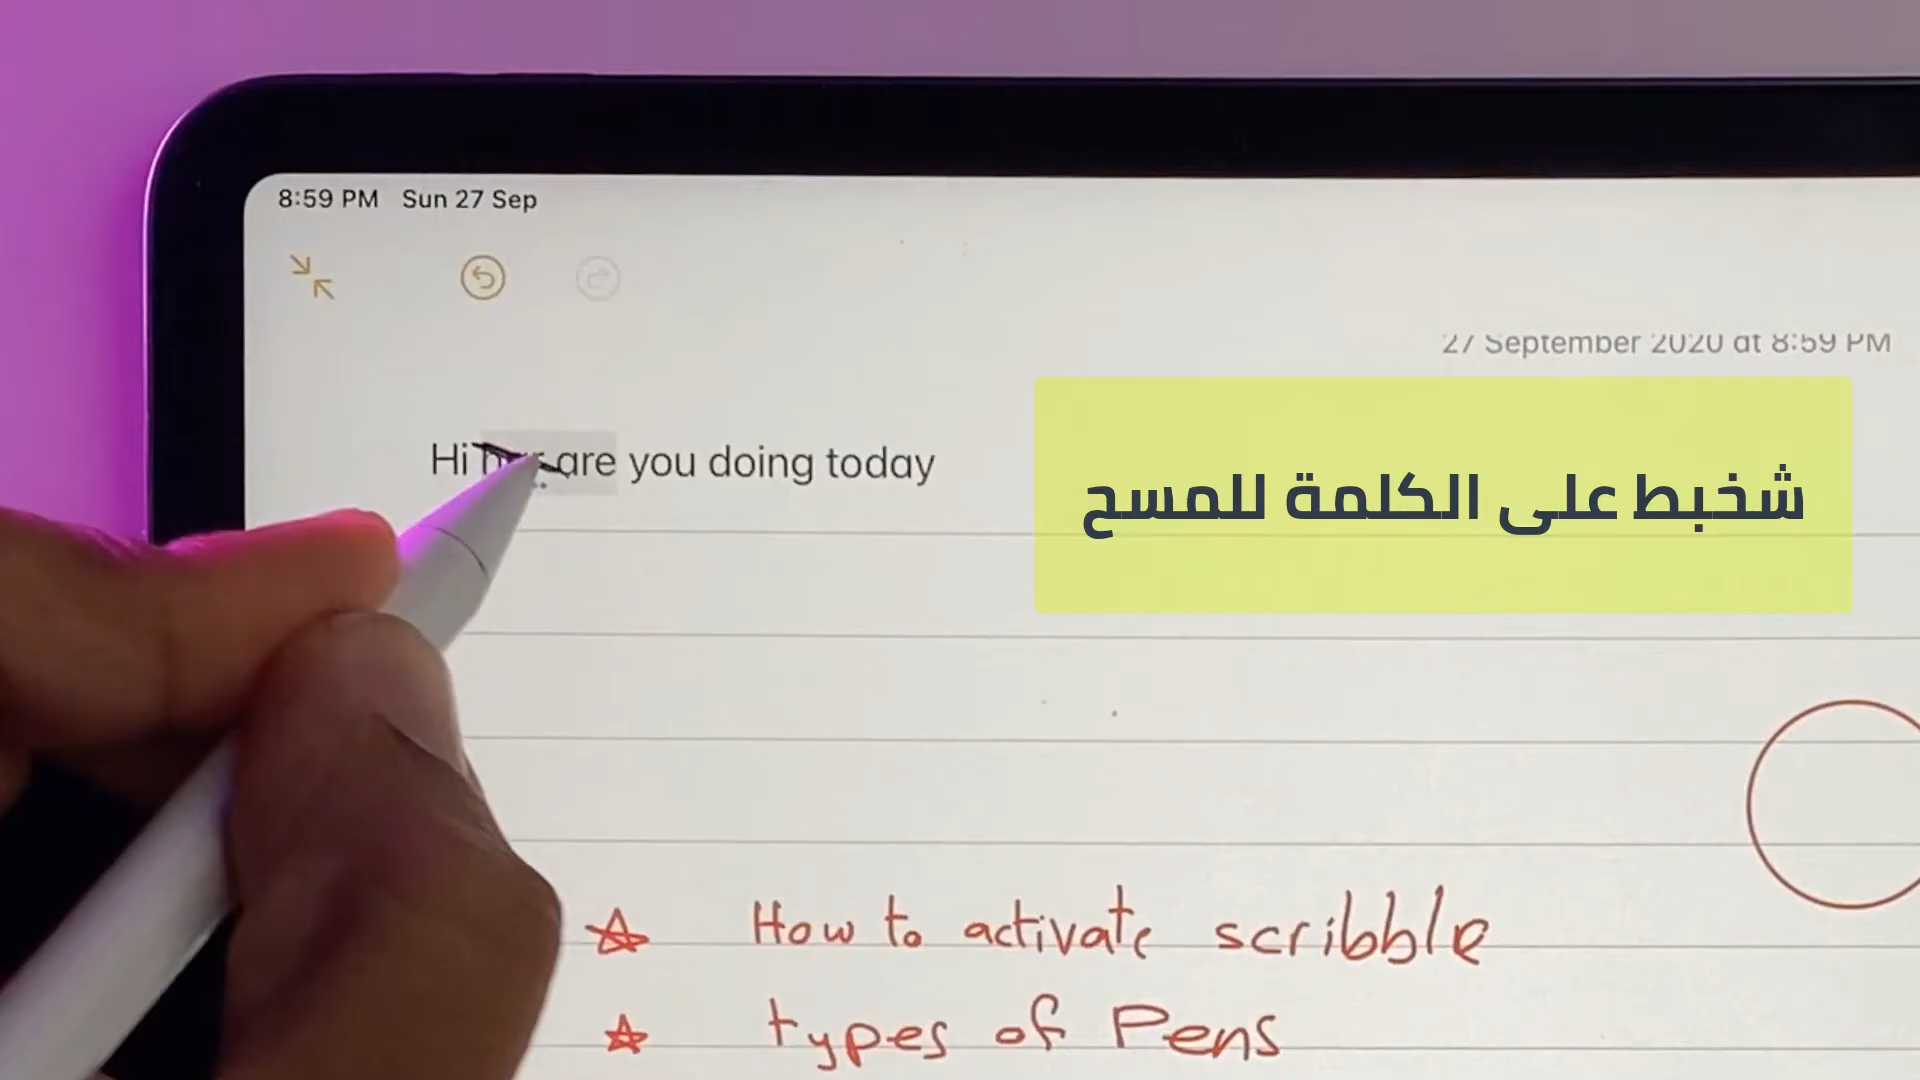 8:59 PM Sun 27 Sep
27 September 2020 at 8:59 PM
Hi are you doing today
شخبط على الكلمة للمسح
How to activate scribble
types of Pens